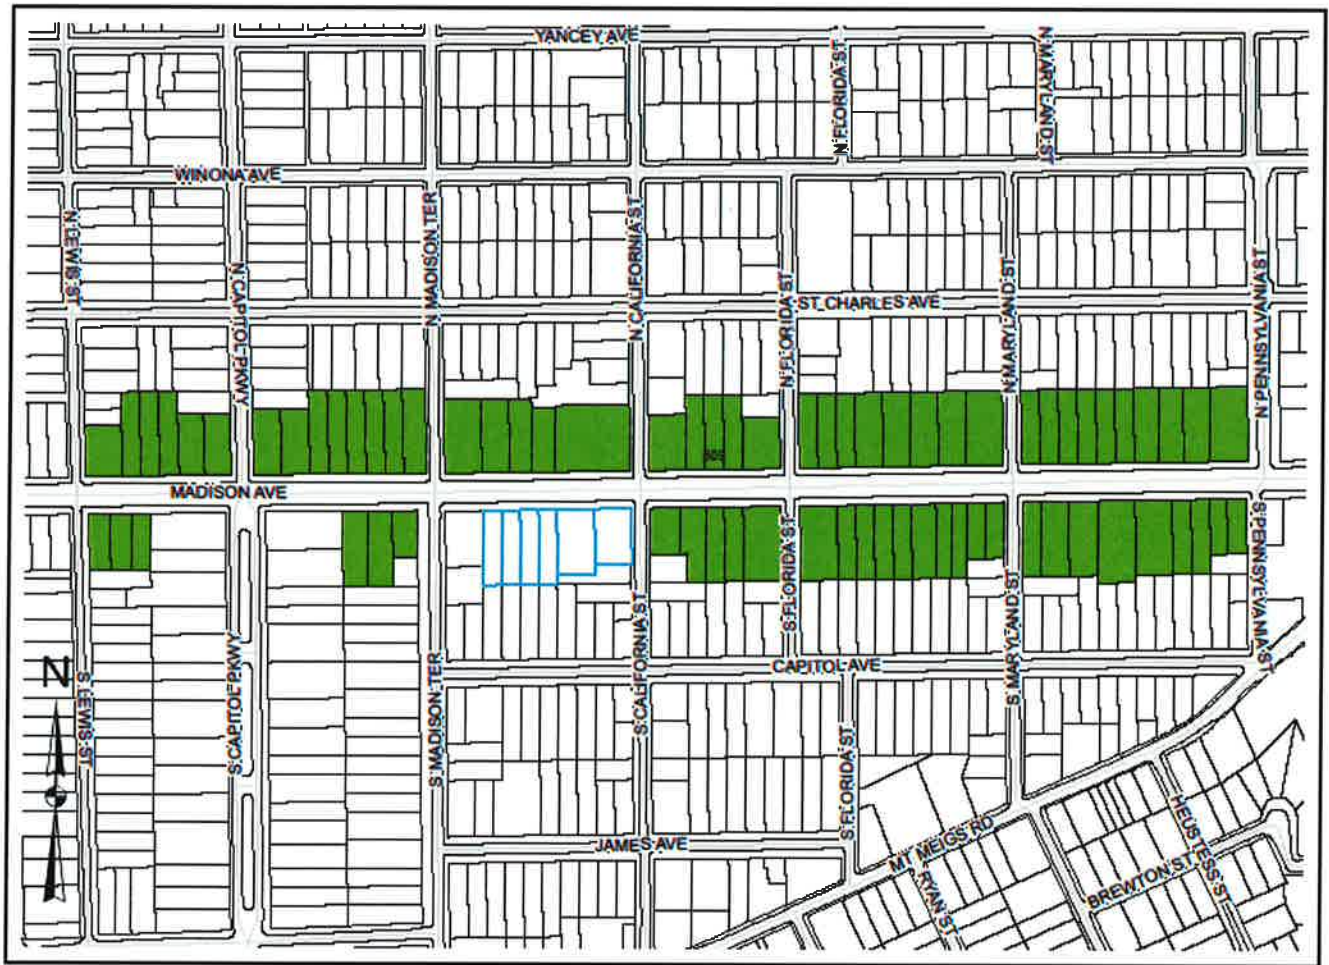 YANCEY AVE
N FLORIDA ST
N MARYLAND ST
WINONA AVE
N LEWIS ST
N CAPITOL PKWY
N MADISON TER
N CALIFORNIA ST
N FLORIDA ST
ST CHARLES AVE
N MARYLAND ST
N PENNSYLVANIA ST
MADISON AVE
S LEWIS ST
S CAPITOL PKWY
S MADISON TER
S CALIFORNIA ST
S FLORIDA ST
S MARYLAND ST
S PENNSYLVANIA ST
CAPITOL AVE
N
S FLORIDA ST
JAMES AVE
MT MEIGS RD
RYAN ST
BREWTON ST
HEUSTESS ST